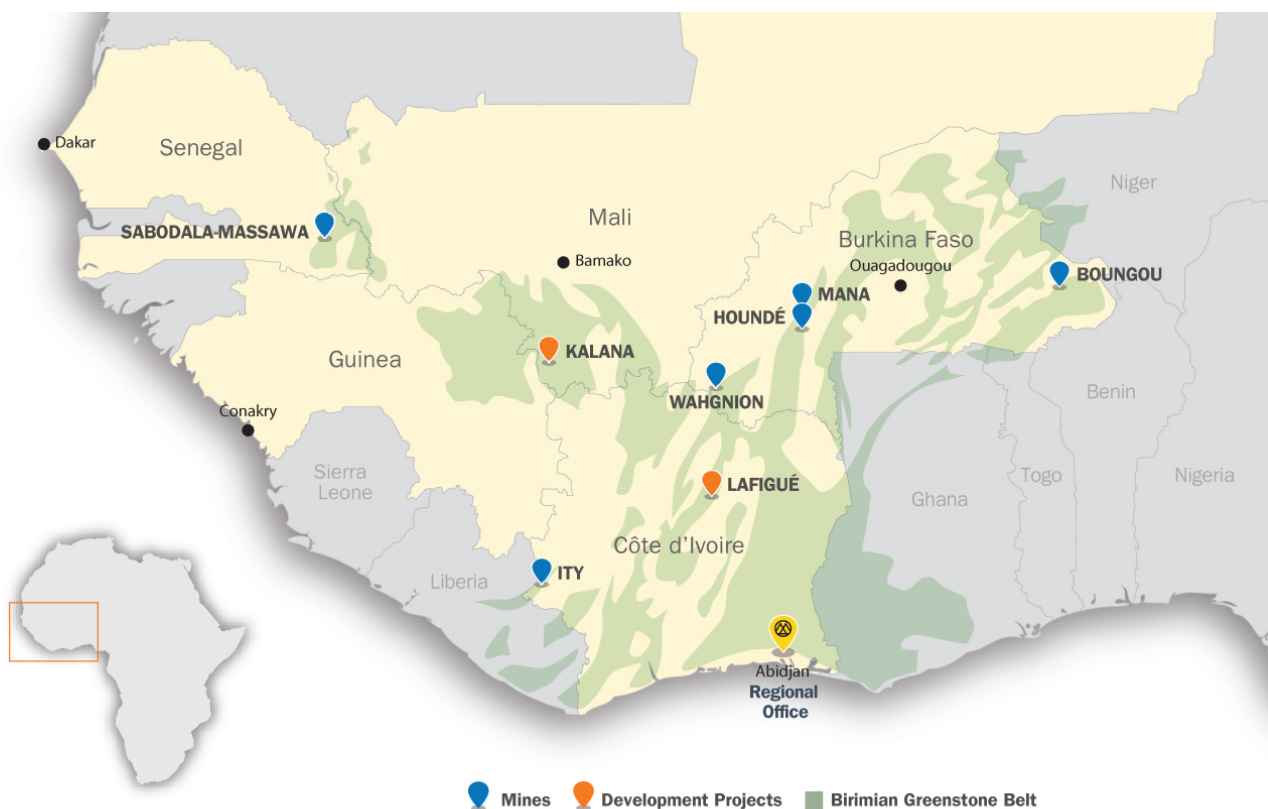 Dakar
Senegal
Niger
Mali
SABODALA-MASSAWA
Burkina Faso
Bamako
Ouagadougou
BOUNGOU
MANA
HOUNDÉ
KALANA
Guinea
WAHGNION
Benin
Conakry
Sierra
Leone
LAFIGUÉ
Togo
Nigeria
Ghana
Côte d'Ivoire
ITY
Liberia
Abidjan
Regional
Office
Mines Development Projects Birimian Greenstone Belt